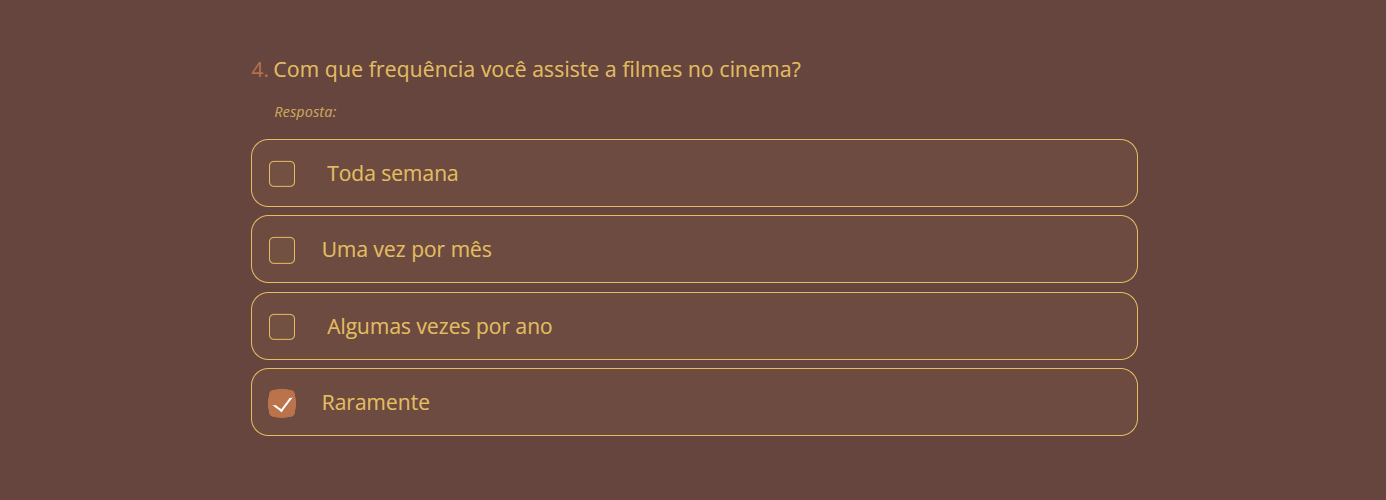 4. Com que frequência você assiste a filmes no cinema?
Resposta:
Toda semana
Uma vez por mês
Algumas vezes por ano
Raramente